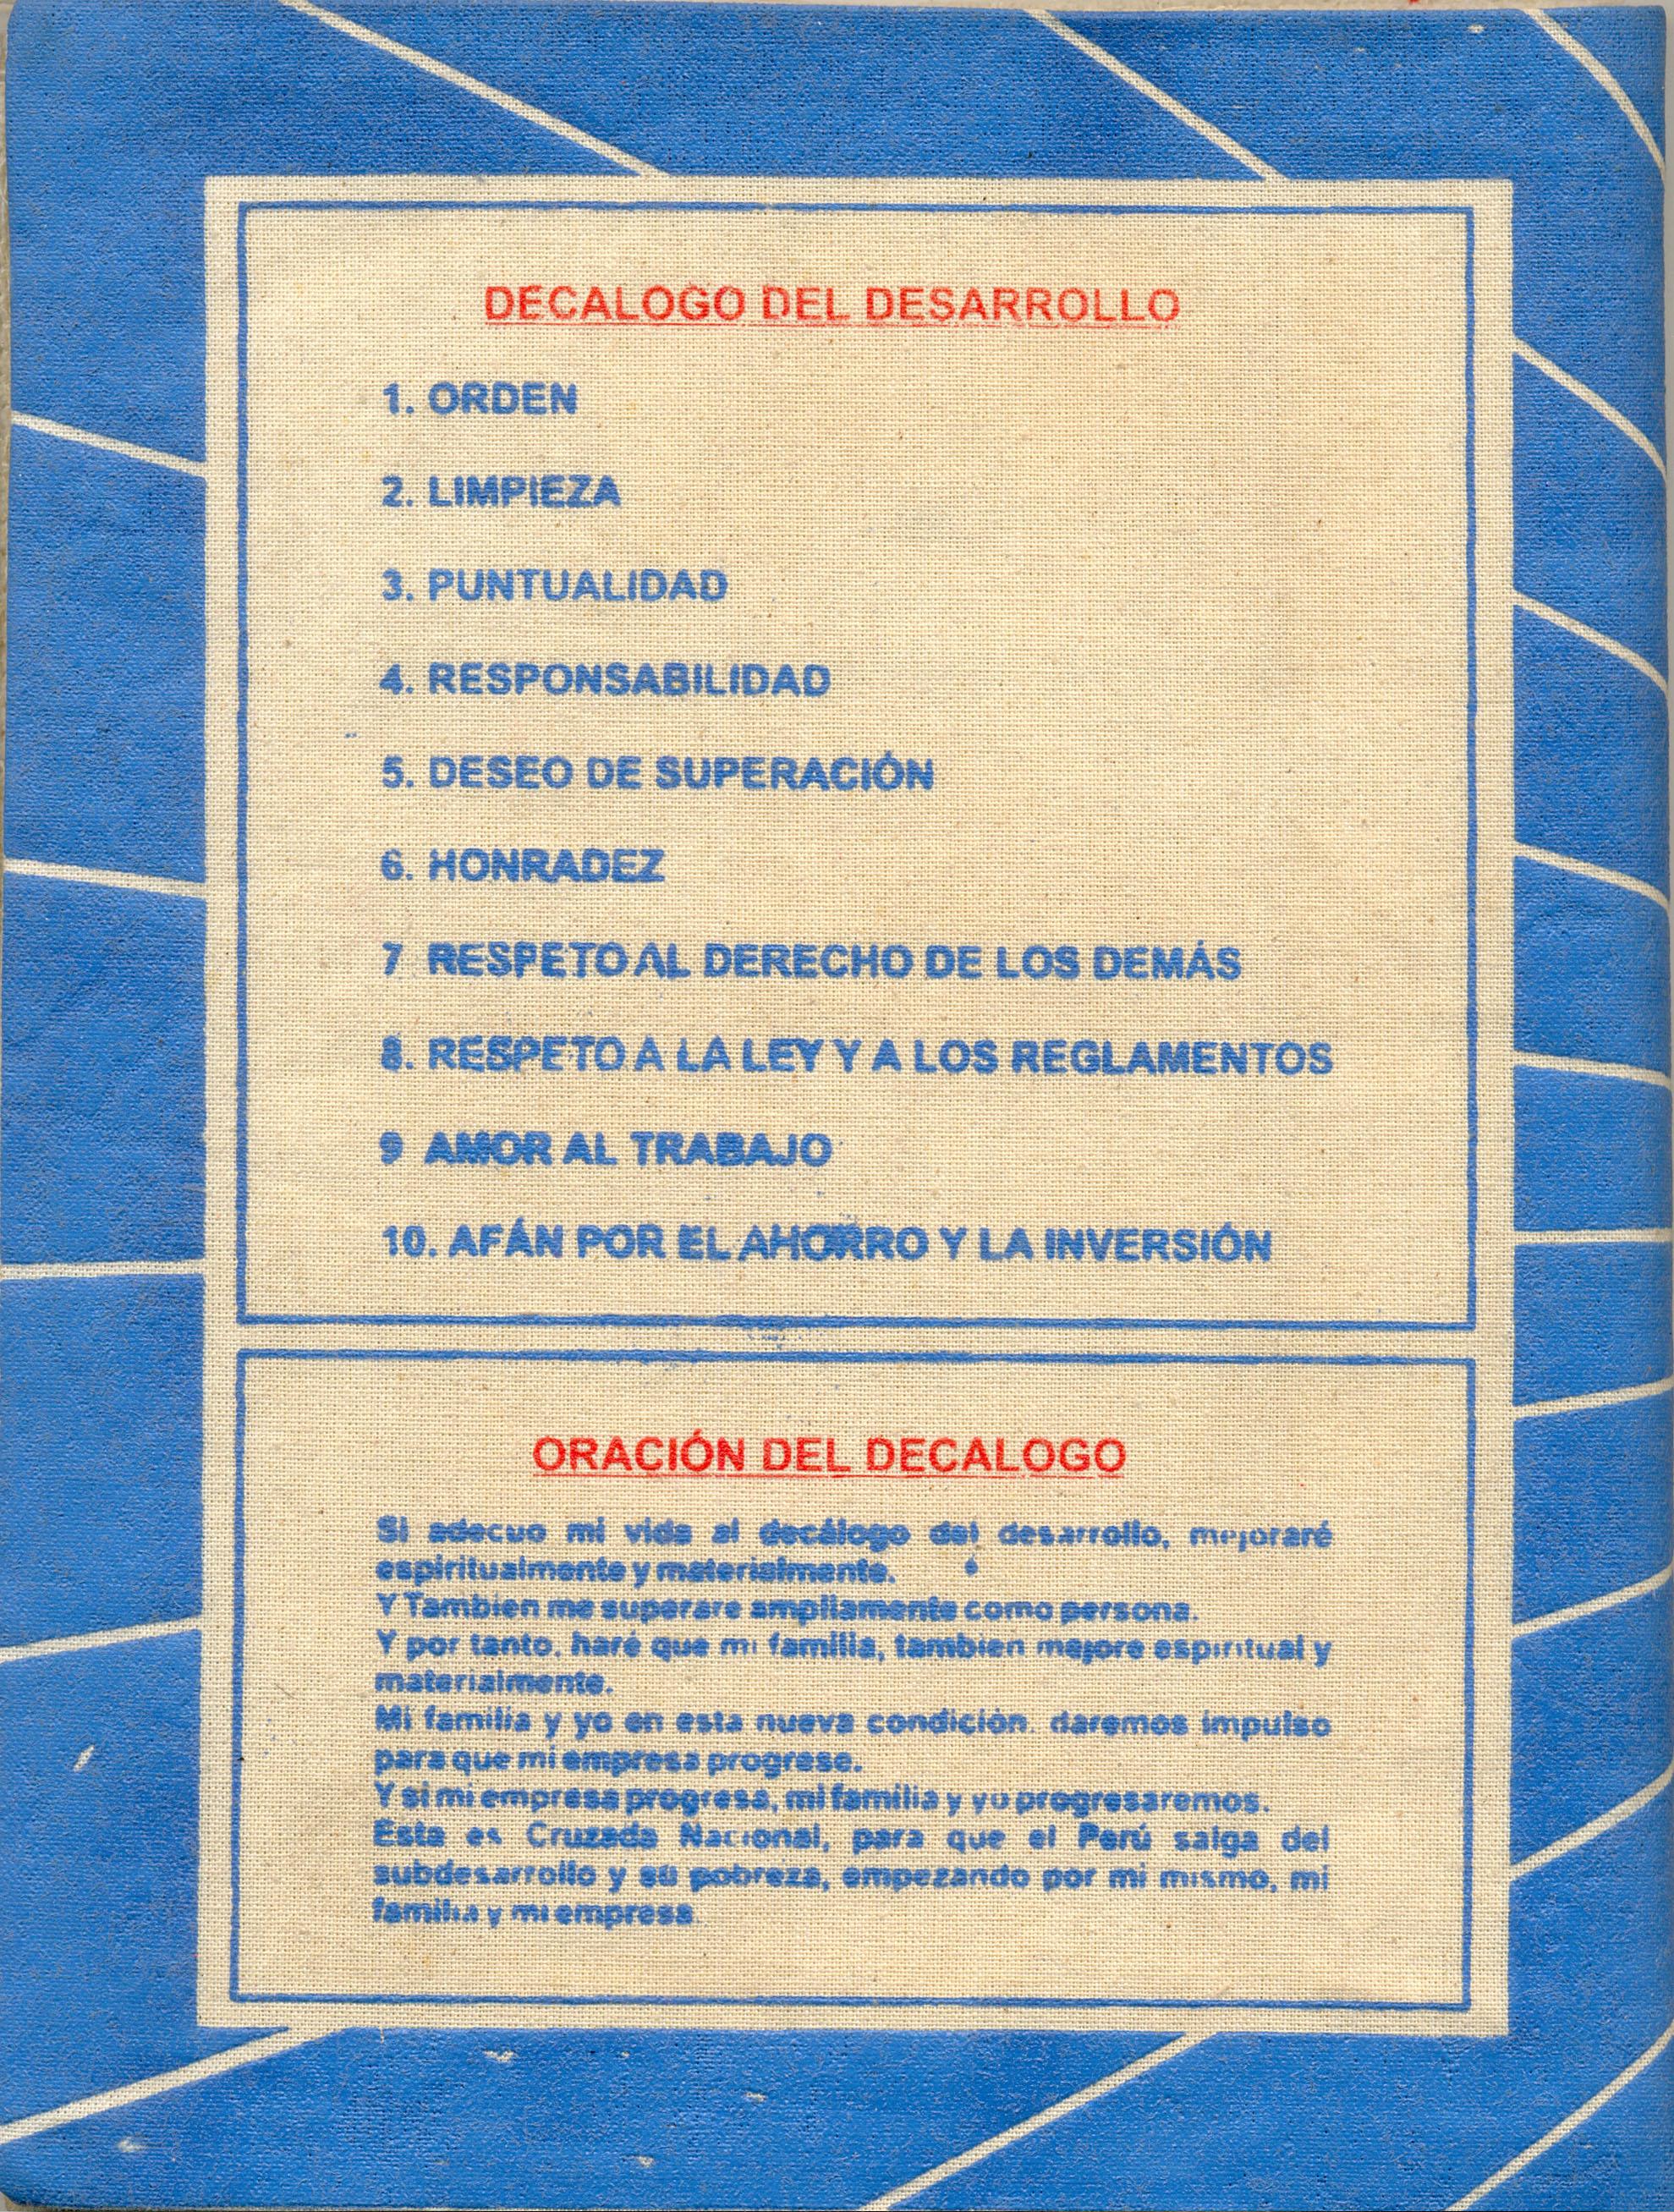 DECALOGO DEL DESARROLLO
1. ORDEN
2. LIMPIEZA
3. PUNTUALIDAD
4. RESPONSABILIDAD
5. DESEO DE SUPERACIÓN
6. HONRADEZ
7 RESPETO AL DERECHO DE LOS DEMÁS
8. RESPETO A LA LEY Y A LOS REGLAMENTOS
9 AMOR AL TRABAJO
10. AFÁN POR EL AHORRO Y LA INVERSIÓN
ORACIÓN DEL DECALOGO
Si adecuo mi vida al decálogo del desarrollo, mejoraré
espiritualmente y materialmente.
Y Tambien me superare ampliamente como persona.
Y por tanto, haré que mi familia, tambien mejore espiritual y
materialmente.
Mi familia y yo en esta nueva condición, daremos impulso
para que mi empresa progrese.
Y si mi empresa progresa, mi familia y yo progresaremos.
Esta es Cruzada Nacional, para que el Perú salga del
subdesarrollo y su pobreza, empezando por mi mismo, mi
familia y mi empresa